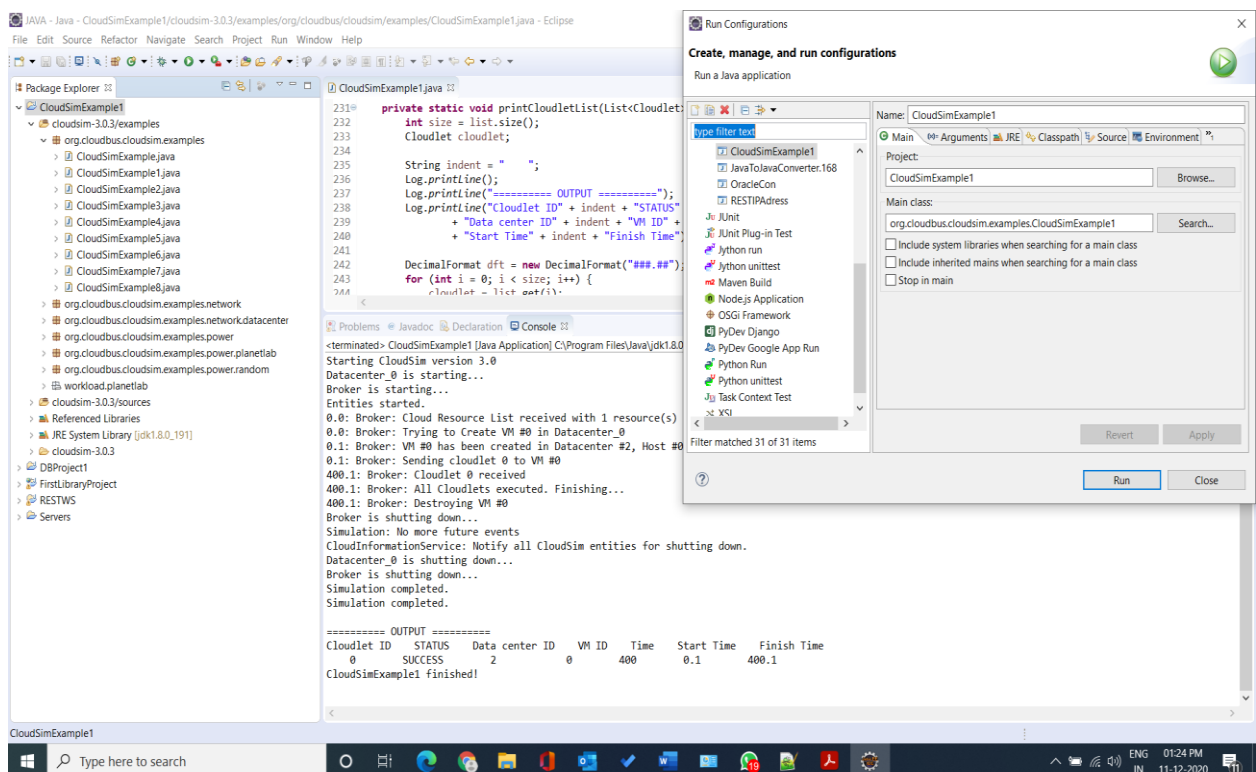 JAVA - Java - CloudSimExample1/cloudsim-3.0.3/examples/org/cloudbus/cloudsim/examples/CloudSimExample1.java - Eclipse
File Edit Source Refactor Navigate Search Project Run Window Help
Package Explorer
CloudSimExample1
cloudsim-3.0.3/examples
org.cloudbus.cloudsim.examples
CloudSimExample.java
CloudSimExample1.java
CloudSimExample2.java
CloudSimExample3.java
CloudSimExample4.java
CloudSimExample5.java
CloudSimExample6.java
CloudSimExample7.java
CloudSimExample8.java
org.cloudbus.cloudsim.examples.network
org.cloudbus.cloudsim.examples.network.datacenter
org.cloudbus.cloudsim.examples.power
org.cloudbus.cloudsim.examples.power.planetlab
org.cloudbus.cloudsim.examples.power.random
workload.planetlab
cloudsim-3.0.3/sources
Referenced Libraries
JRE System Library [jdk1.8.0_191]
cloudsim-3.0.3
DBProject1
FirstLibraryProject
RESTWS
Servers
CloudSimExample1.java
231 private static void printCloudletList(List<Cloudlet>
232 int size = list.size();
233 Cloudlet cloudlet;
234
235 String indent = "    ";
236 Log.printLine();
237 Log.printLine("========== OUTPUT ==========");
238 Log.printLine("Cloudlet ID" + indent + "STATUS"
239 + "Data center ID" + indent + "VM ID" +
240 + "Start Time" + indent + "Finish Time"
241
242 DecimalFormat dft = new DecimalFormat("###.##");
243 for (int i = 0; i < size; i++) {
244 cloudlet = list.get(i);
Problems Javadoc Declaration Console
<terminated> CloudSimExample1 [Java Application] C:\Program Files\Java\jdk1.8.0
Starting CloudSim version 3.0
Datacenter_0 is starting...
Broker is starting...
Entities started.
0.0: Broker: Cloud Resource List received with 1 resource(s)
0.0: Broker: Trying to Create VM #0 in Datacenter_0
0.1: Broker: VM #0 has been created in Datacenter #2, Host #0
0.1: Broker: Sending cloudlet 0 to VM #0
400.1: Broker: Cloudlet 0 received
400.1: Broker: All Cloudlets executed. Finishing...
400.1: Broker: Destroying VM #0
Broker is shutting down...
Simulation: No more future events
CloudInformationService: Notify all CloudSim entities for shutting down.
Datacenter_0 is shutting down...
Broker is shutting down...
Simulation completed.
Simulation completed.
========== OUTPUT ==========
Cloudlet ID STATUS Data center ID VM ID Time Start Time Finish Time
0 SUCCESS 2 0 400 0.1 400.1
CloudSimExample1 finished!
Run Configurations
Create, manage, and run configurations
Run a Java application
type filter text
CloudSimExample1
JavaToJavaConverter.168
OracleCon
RESTIPAdress
JUnit
JUnit Plug-in Test
Jython run
Jython unittest
Maven Build
Node.js Application
OSGi Framework
PyDev Django
PyDev Google App Run
Python Run
Python unittest
Task Context Test
XSL
Filter matched 31 of 31 items
Name: CloudSimExample1
Main Arguments JRE Classpath Source Environment
Project:
CloudSimExample1 Browse...
Main class:
org.cloudbus.cloudsim.examples.CloudSimExample1 Search...
Include system libraries when searching for a main class
Include inherited mains when searching for a main class
Stop in main
Revert Apply
Run Close
CloudSimExample1
Type here to search
ENG 01:24 PM
IN 11-12-2020